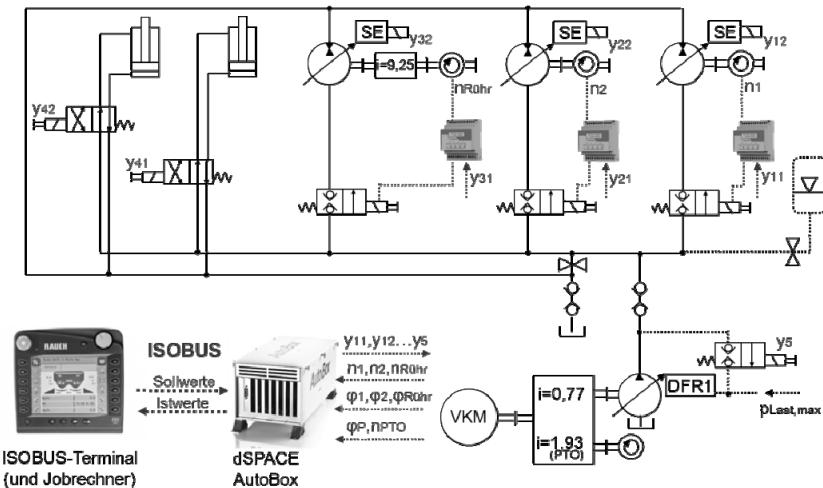 SE
y32
SE
y22
SE
y12
i=9,25
nRühr
n2
n1
y42
y41
y31
y21
y11
RAUCH
ISOBUS
Sollwerte
Istwerte
AutoBox
y11,y12...y5
n1,n2,nRühr
φ1,φ2,φRühr
φP,nPTO
VKM
i=0,77
i=1,93
(PTO)
DFR1
y5
pLast,max
ISOBUS-Terminal
(und Jobrechner)
dSPACE
AutoBox